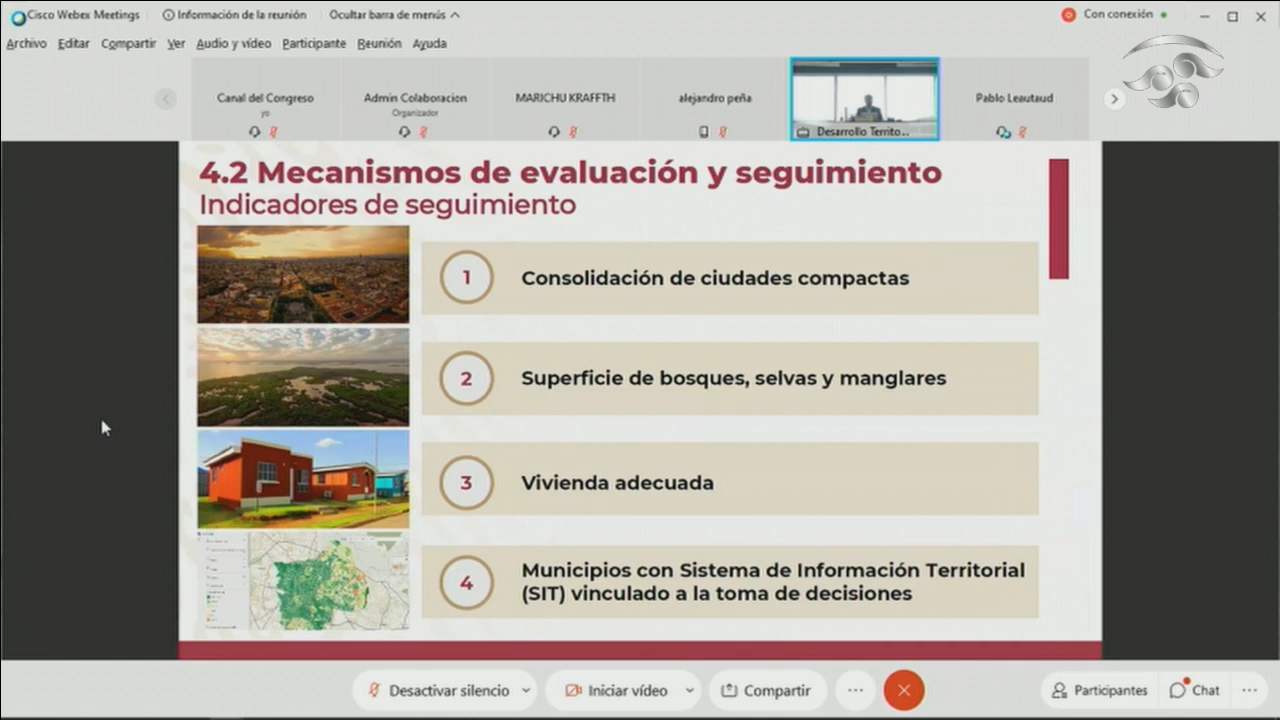 Cisco Webex Meetings
Información de la reunión
Ocultar barra de menús
Con conexión
Archivo Editar Compartir Ver Audio y vídeo Participante Reunión Ayuda
Canal del Congreso
yo
Admin Colaboracion
Organizador
MARICHU KRAFFTH
alejandro peña
Desarrollo Territo...
Pablo Leautaud
4.2 Mecanismos de evaluación y seguimiento
Indicadores de seguimiento
1
Consolidación de ciudades compactas
2
Superficie de bosques, selvas y manglares
3
Vivienda adecuada
4
Municipios con Sistema de Información Territorial
(SIT) vinculado a la toma de decisiones
Desactivar silencio
Iniciar vídeo
Compartir
Participantes
Chat